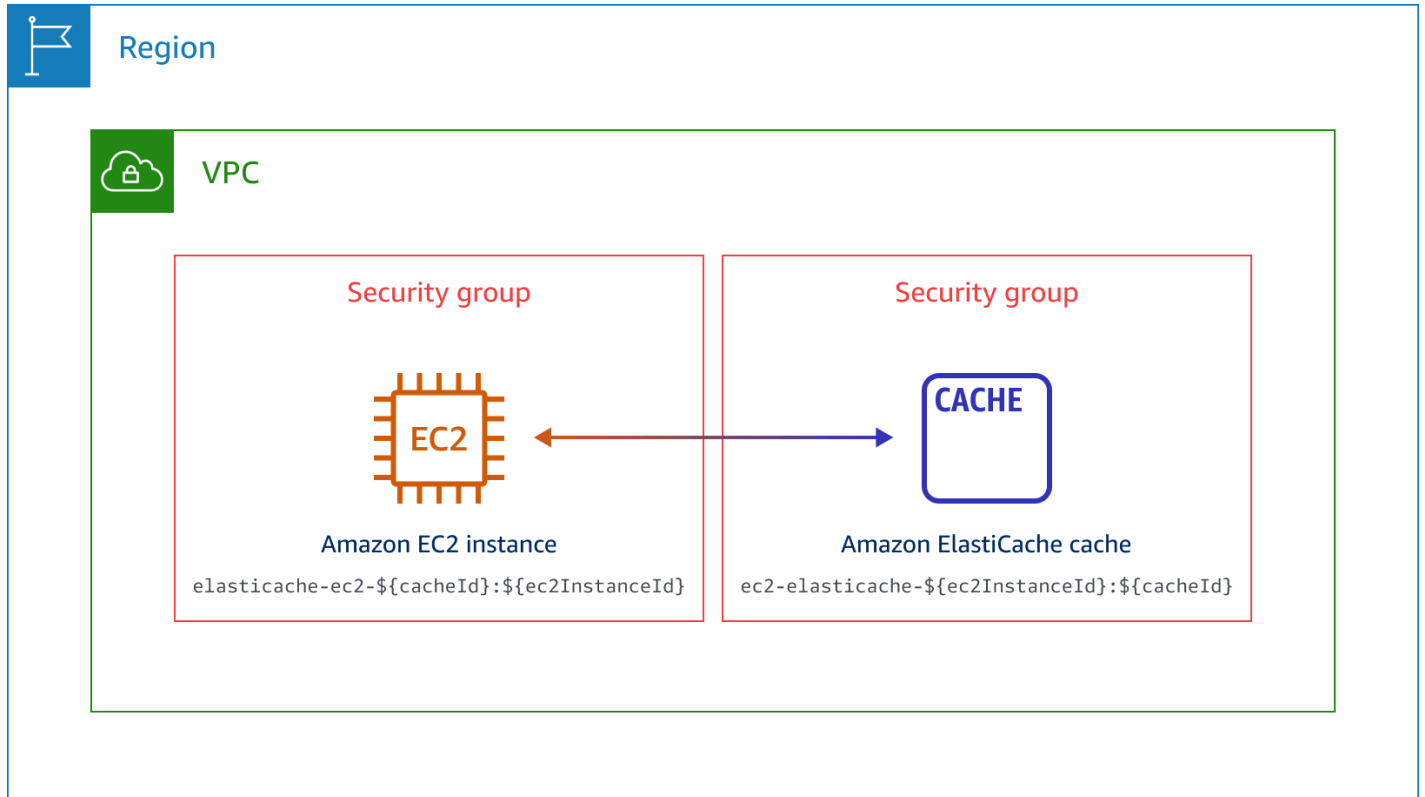 Region
VPC
Security group
EC2
Amazon EC2 instance
elasticache-ec2-${cacheId}:${ec2InstanceId}
Security group
CACHE
Amazon ElastiCache cache
ec2-elasticache-${ec2InstanceId}:${cacheId}